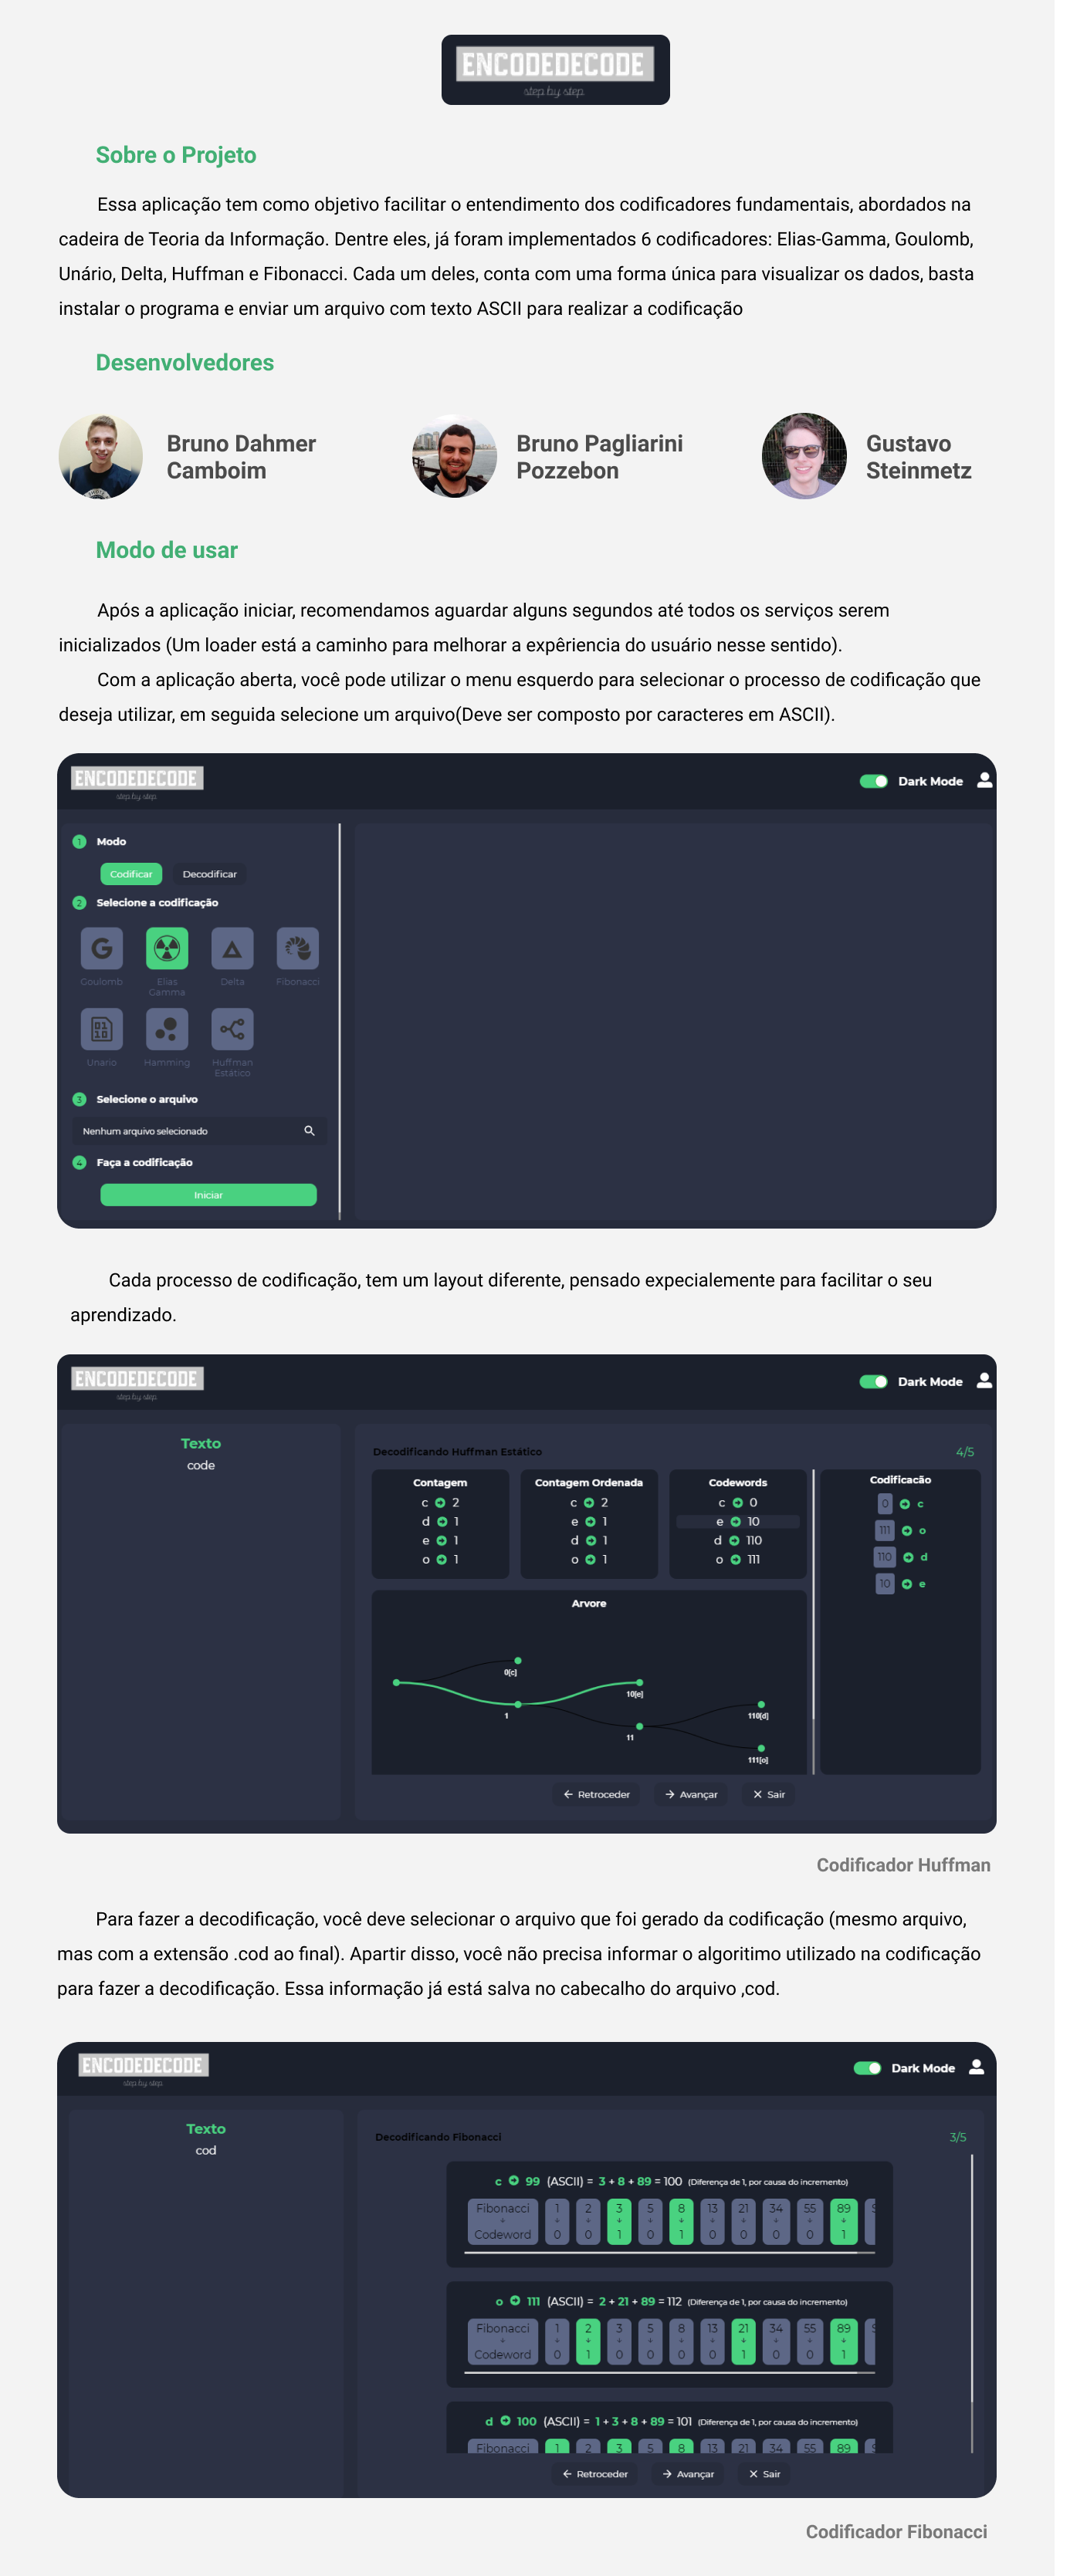 ENCODEDECODE
step by step
Sobre o Projeto
Essa aplicação tem como objetivo facilitar o entendimento dos codificadores fundamentais, abordados na
cadeira de Teoria da Informação. Dentre eles, já foram implementados 6 codificadores: Elias-Gamma, Goulomb,
Unário, Delta, Huffman e Fibonacci. Cada um deles, conta com uma forma única para visualizar os dados, basta
instalar o programa e enviar um arquivo com texto ASCII para realizar a codificação
Desenvolvedores
Bruno Dahmer
Camboim
Bruno Pagliarini
Pozzebon
Gustavo
Steinmetz
Modo de usar
Após a aplicação iniciar, recomendamos aguardar alguns segundos até todos os serviços serem
inicializados (Um loader está a caminho para melhorar a expêriencia do usuário nesse sentido).
Com a aplicação aberta, você pode utilizar o menu esquerdo para selecionar o processo de codificação que
deseja utilizar, em seguida selecione um arquivo(Deve ser composto por caracteres em ASCII).
ENCODEDECODE
step by step
Dark Mode
1 Modo
Codificar Decodificar
2 Selecione a codificação
Goulomb Elias Gamma Delta Fibonacci
Unario Hamming Huffman Estático
3 Selecione o arquivo
Nenhum arquivo selecionado
4 Faça a codificação
Iniciar
Cada processo de codificação, tem um layout diferente, pensado expecialemente para facilitar o seu
aprendizado.
ENCODEDECODE
step by step
Dark Mode
Texto
code
Decodificando Huffman Estático
4/5
Contagem
c 2
d 1
e 1
o 1
Contagem Ordenada
c 2
e 1
d 1
o 1
Codewords
c 0
e 10
d 110
o 111
Codificacão
0 c
111 o
110 d
10 e
Arvore
0[c]
1
10[e]
11
110[d]
111[o]
Retroceder Avançar Sair
Codificador Huffman
Para fazer a decodificação, você deve selecionar o arquivo que foi gerado da codificação (mesmo arquivo,
mas com a extensão .cod ao final). Apartir disso, você não precisa informar o algoritimo utilizado na codificação
para fazer a decodificação. Essa informação já está salva no cabecalho do arquivo ,cod.
ENCODEDECODE
step by step
Dark Mode
Texto
cod
Decodificando Fibonacci
3/5
c 99 (ASCII) = 3 + 8 + 89 = 100 (Diferença de 1, por causa do incremento)
Fibonacci 1 2 3 5 8 13 21 34 55 89
+ + + + + + + + + + +
Codeword 0 0 1 0 1 0 0 0 0 1
o 111 (ASCII) = 2 + 21 + 89 = 112 (Diferença de 1, por causa do incremento)
Fibonacci 1 2 3 5 8 13 21 34 55 89
+ + + + + + + + + + +
Codeword 0 1 0 0 0 0 1 0 0 1
d 100 (ASCII) = 1 + 3 + 8 + 89 = 101 (Diferença de 1, por causa do incremento)
Fibonacci 1 2 3 5 8 13 21 34 55 89
Retroceder Avançar Sair
Codificador Fibonacci